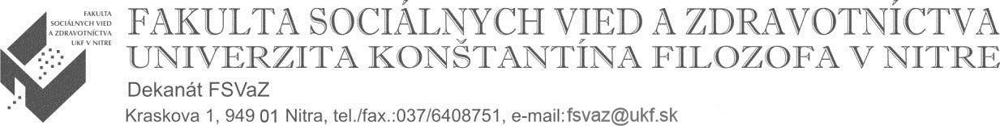 FAKULTA
SOCIÁLNYCH VIED
A ZDRAVOTNÍCTVA
UKF V NITRE
FAKULTA SOCIÁLNYCH VIED A ZDRAVOTNÍCTVA
UNIVERZITA KONŠTANTÍNA FILOZOFA V NITRE
Dekanát FSVaZ
Kraskova 1, 949 01 Nitra, tel./fax.:037/6408751, e-mail:fsvaz@ukf.sk